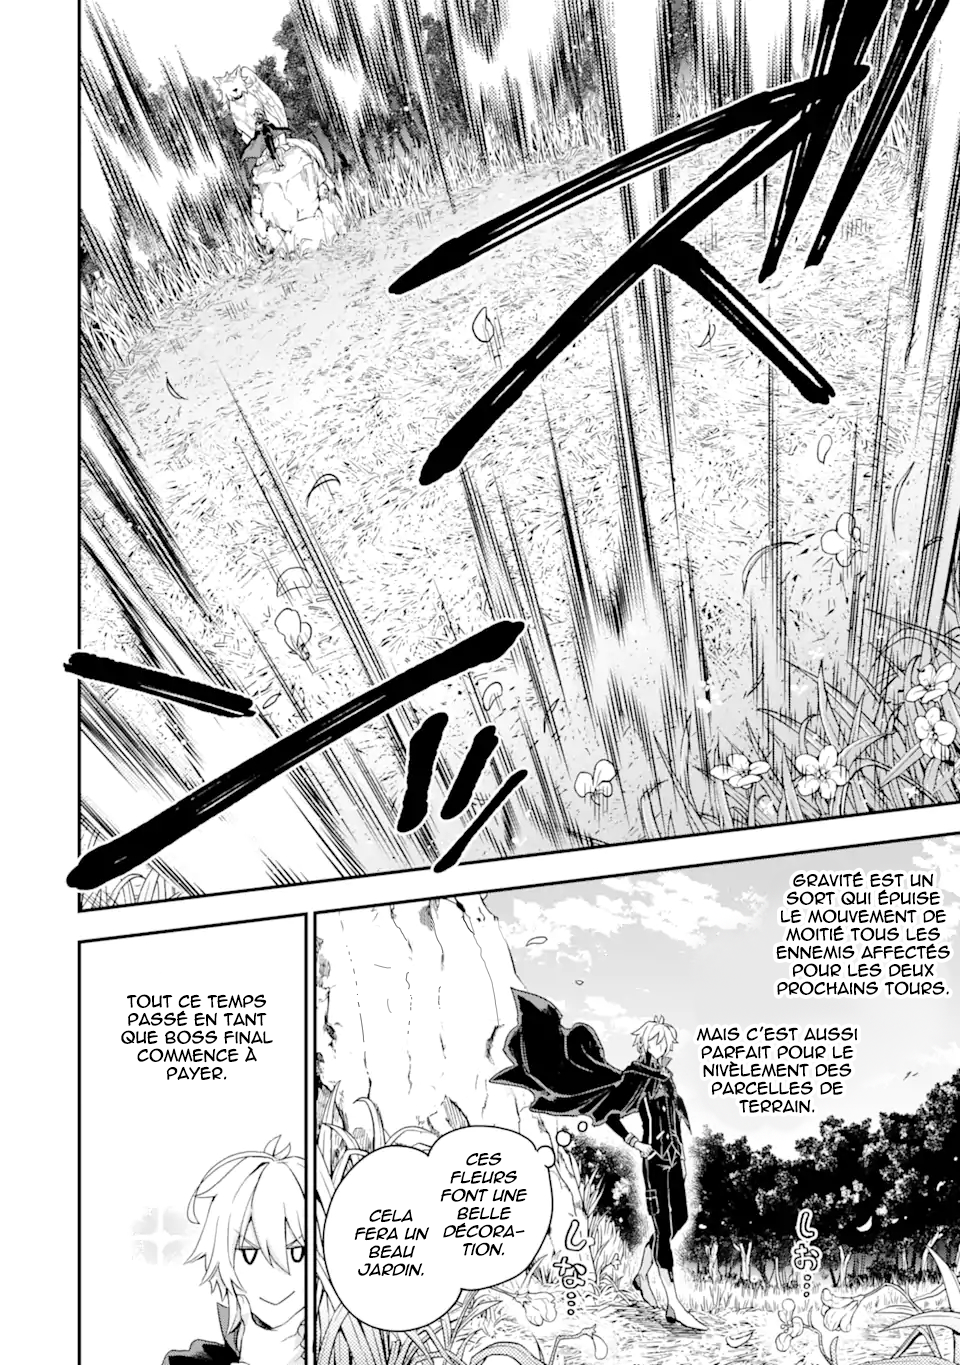 ズシン
GRAVITÉ EST UN
SORT QUI ÉPUISE
LE MOUVEMENT DE
MOITIÉ TOUS LES
ENNEMIS AFFECTÉS
POUR LES DEUX
PROCHAINS TOURS.
MAIS C'EST AUSSI
PARFAIT POUR LE
NIVÈLEMENT DES
PARCELLES DE
TERRAIN.
しお…
しな…
CES
FLEURS
FONT UNE
BELLE
DÉCORA-
TION.
CELA
FERA UN
BEAU
JARDIN.
TOUT CE TEMPS
PASSÉ EN TANT
QUE BOSS FINAL
COMMENCE À
PAYER.